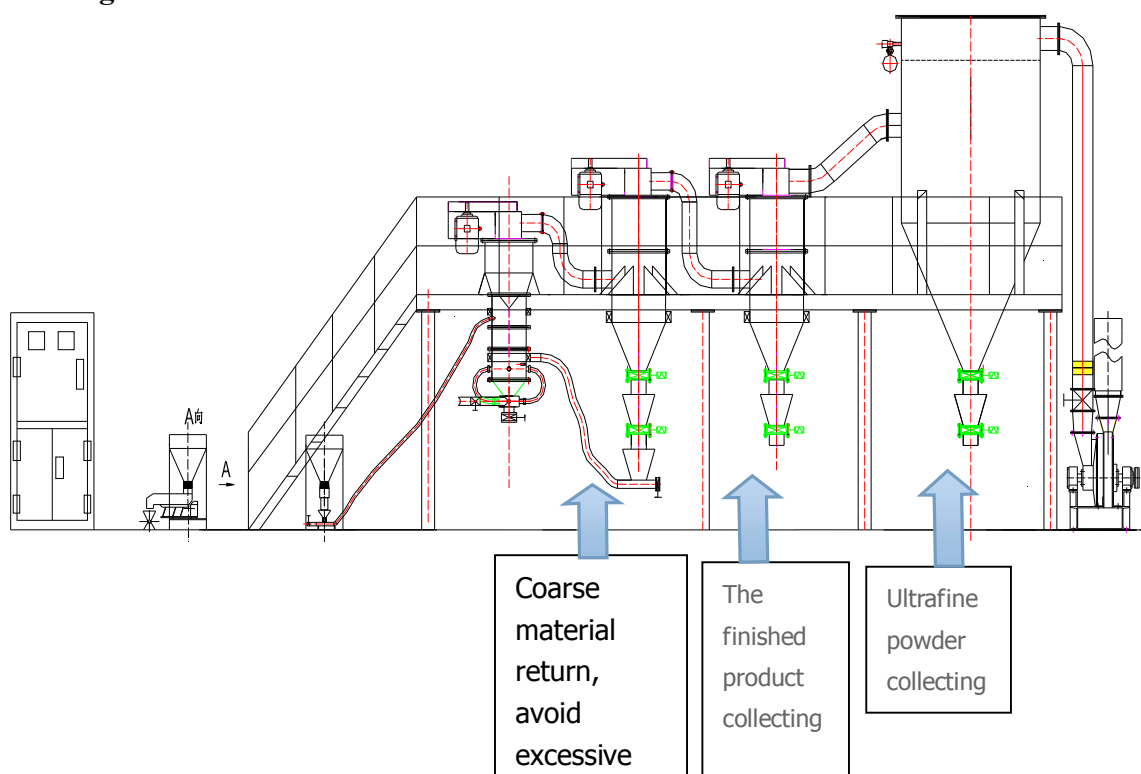 A向
A
Coarse
material
return,
avoid
excessive
The
finished
product
collecting
Ultrafine
powder
collecting